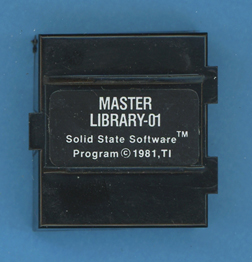 MASTER
LIBRARY-01
Solid State Software™
Program © 1981, TI